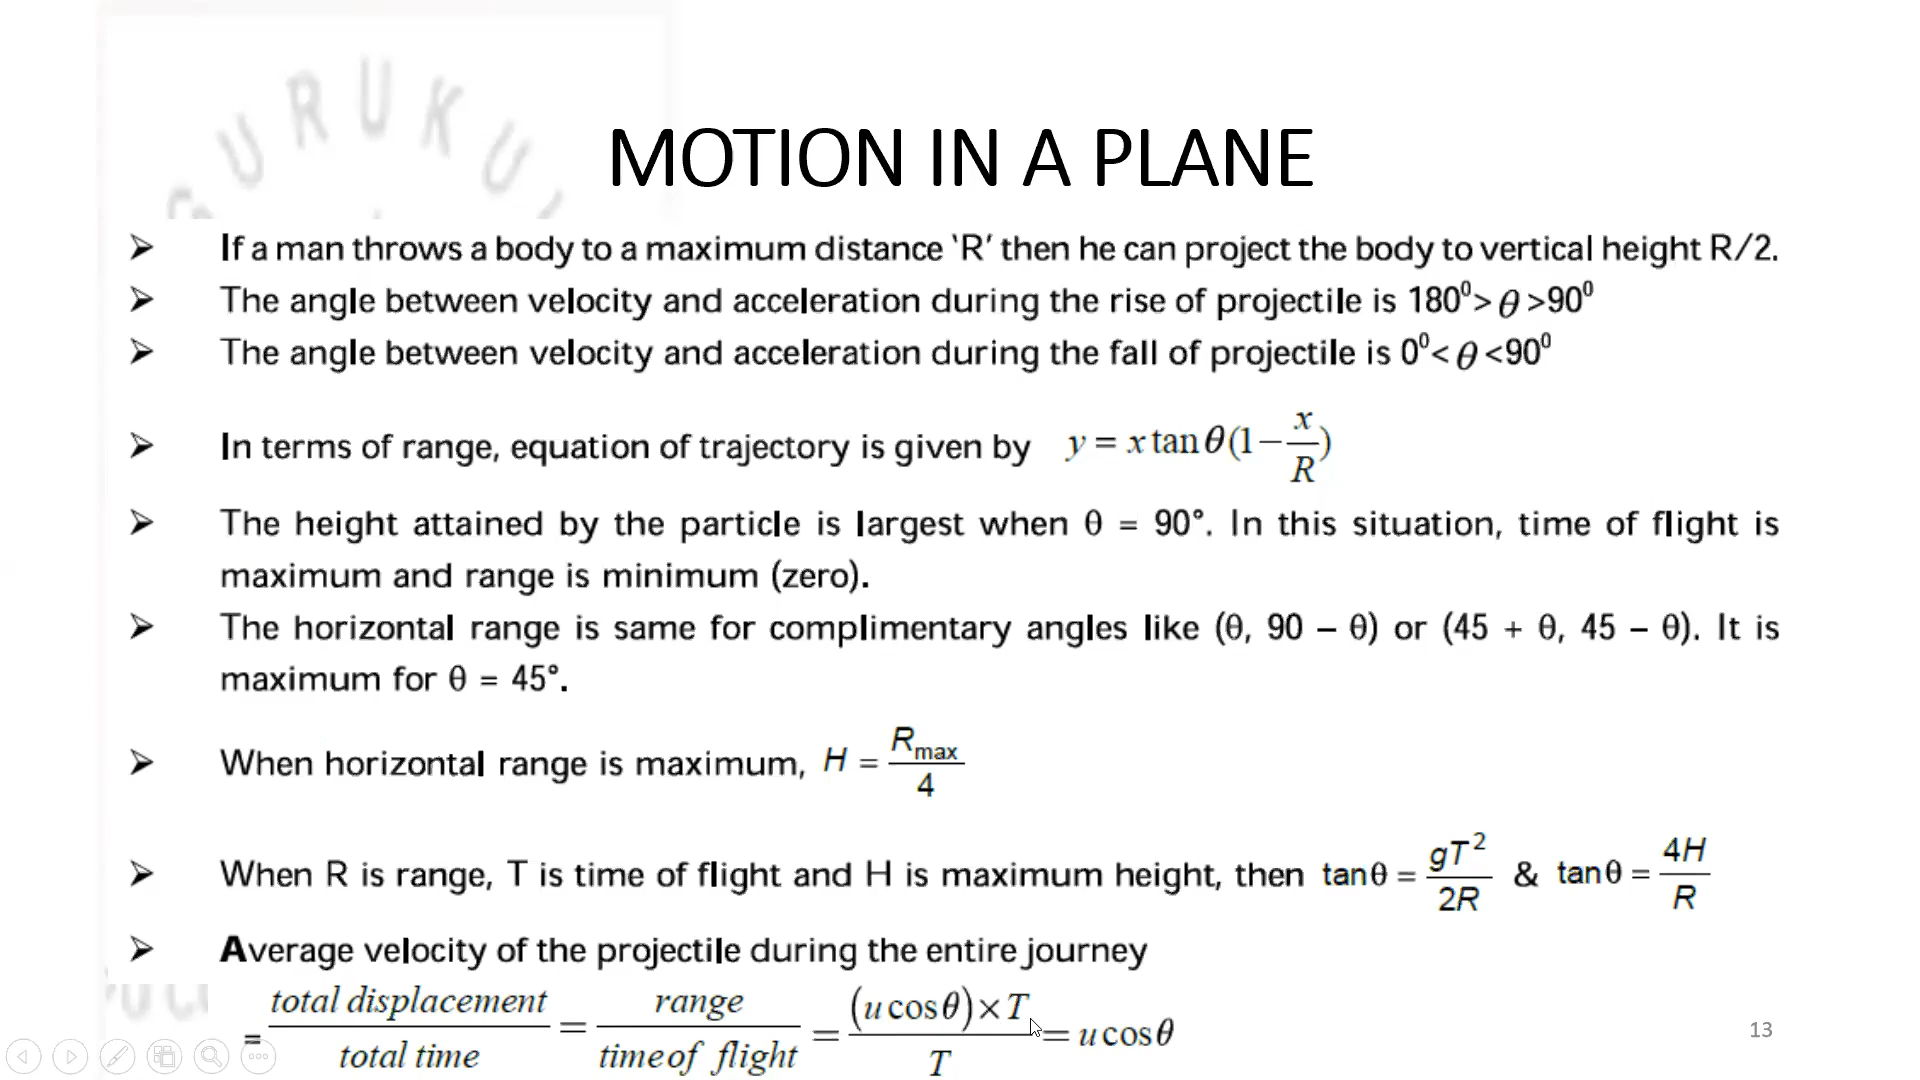 URUKU
MOTION IN A PLANE
➢ If a man throws a body to a maximum distance ‘R’ then he can project the body to vertical height R/2.
➢ The angle between velocity and acceleration during the rise of projectile is 180⁰> θ >90⁰
➢ The angle between velocity and acceleration during the fall of projectile is 0⁰< θ <90⁰
➢ In terms of range, equation of trajectory is given by y = x tan θ(1 − x/R)
➢ The height attained by the particle is largest when θ = 90°. In this situation, time of flight is
maximum and range is minimum (zero).
➢ The horizontal range is same for complimentary angles like (θ, 90 – θ) or (45 + θ, 45 – θ). It is
maximum for θ = 45°.
➢ When horizontal range is maximum, H = R_max/4
➢ When R is range, T is time of flight and H is maximum height, then tanθ = gT²/2R & tanθ = 4H/R
➢ Average velocity of the projectile during the entire journey
= total displacement/total time = range/time of flight = (u cosθ)×T/T = u cosθ
13